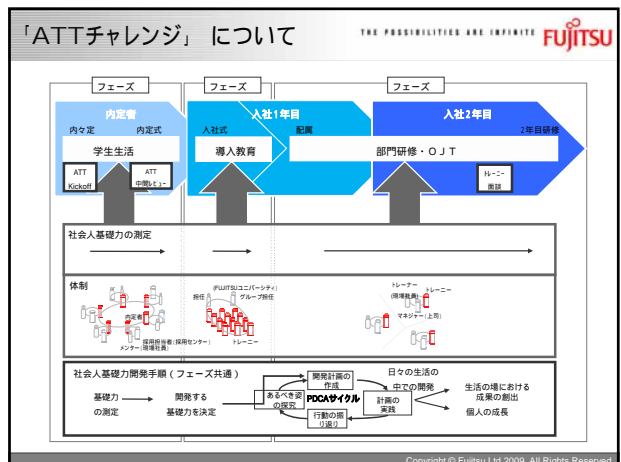 「ATTチャレンジ」 について
THE POSSIBILITIES ARE INFINITE
FUJITSU
フェーズ
フェーズ
フェーズ
内定者
入社1年目
入社2年目
内々定
内定式
入社式
配属
2年目研修
学生生活
導入教育
部門研修・OJT
ATT
Kickoff
ATT
中間レビュー
トレーニー
面談
社会人基礎力の測定
体制
内定者
採用担当者(採用センター)
メンター(現場社員)
(FUJITSUユニバーシティ)
担任
グループ担任
トレーニー
トレーナー
(現場社員)
トレーニー
マネジャー(上司)
社会人基礎力開発手順(フェーズ共通)
基礎力
の測定
開発する
基礎力を決定
あるべき姿
の探究
開発計画の
作成
PDCAサイクル
行動の振
り返り
計画の
実践
日々の生活の
中での開発
生活の場における
成果の創出
個人の成長
Copyright © Fujitsu Ltd 2009, All Rights Reserved